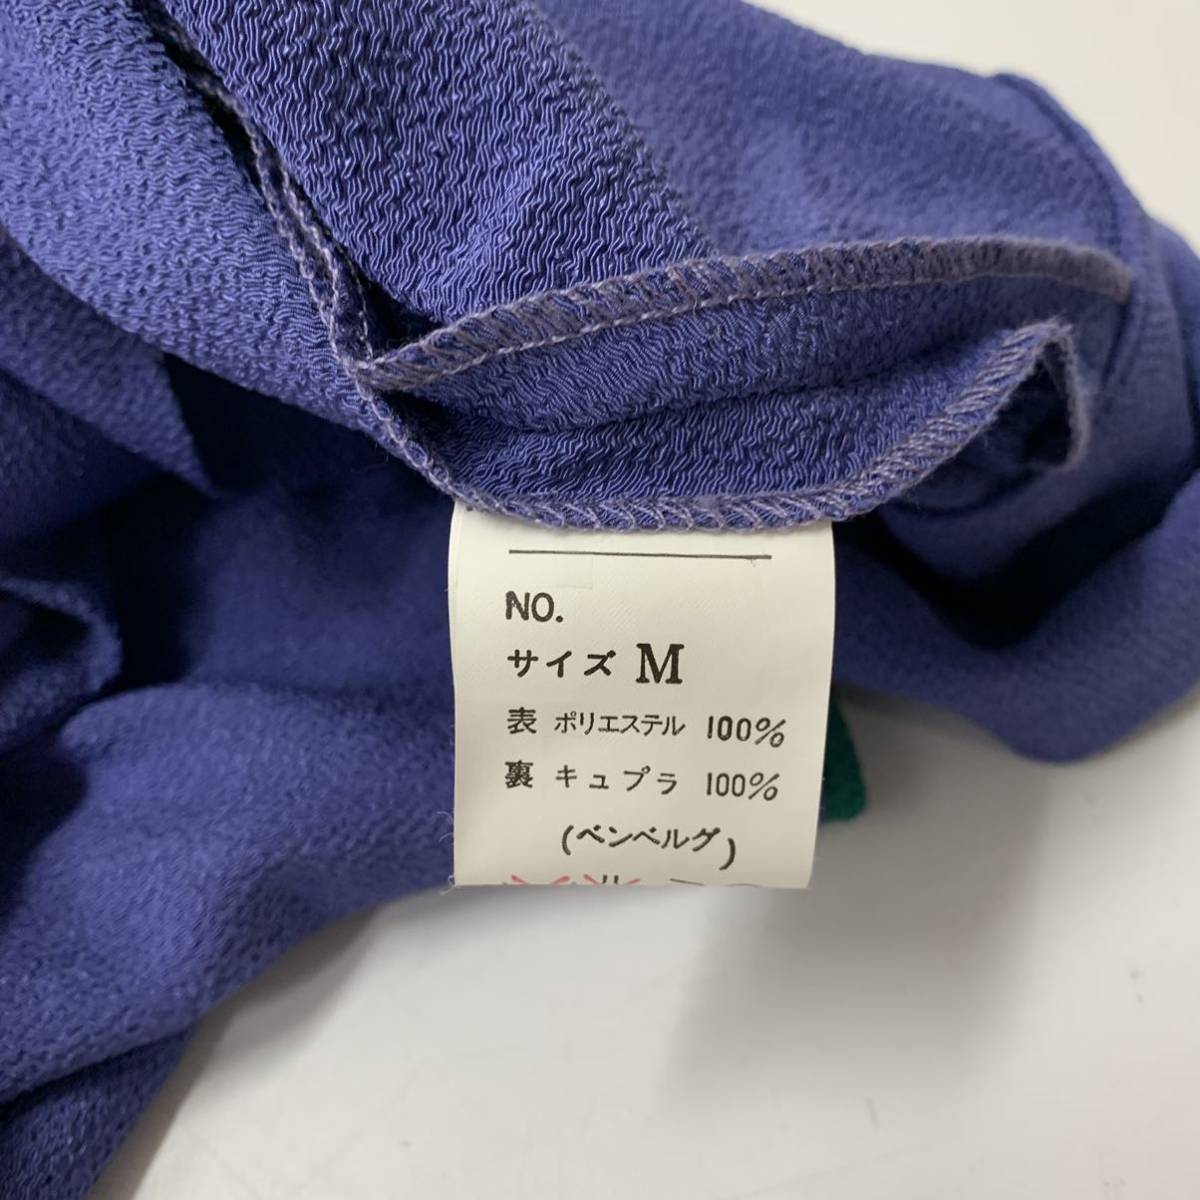 NO.
サイズ M
表 ポリエステル 100%
裏 キュプラ 100%
(ベンベルグ)